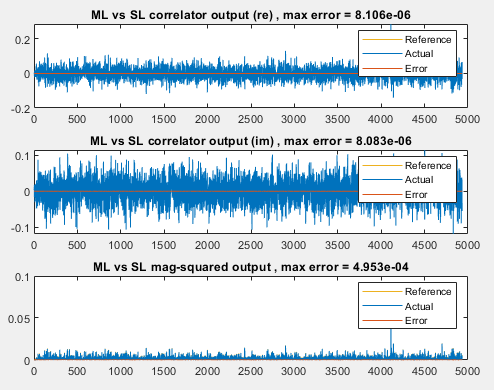 ML vs SL correlator output (re) , max error = 8.106e-06
0.2
0
-0.2
Reference
Actual
Error
0 500 1000 1500 2000 2500 3000 3500 4000 4500 5000
ML vs SL correlator output (im) , max error = 8.083e-06
0.1
0
-0.1
Reference
Actual
Error
0 500 1000 1500 2000 2500 3000 3500 4000 4500 5000
ML vs SL mag-squared output , max error = 4.953e-04
0.1
0.05
0
Reference
Actual
Error
0 500 1000 1500 2000 2500 3000 3500 4000 4500 5000